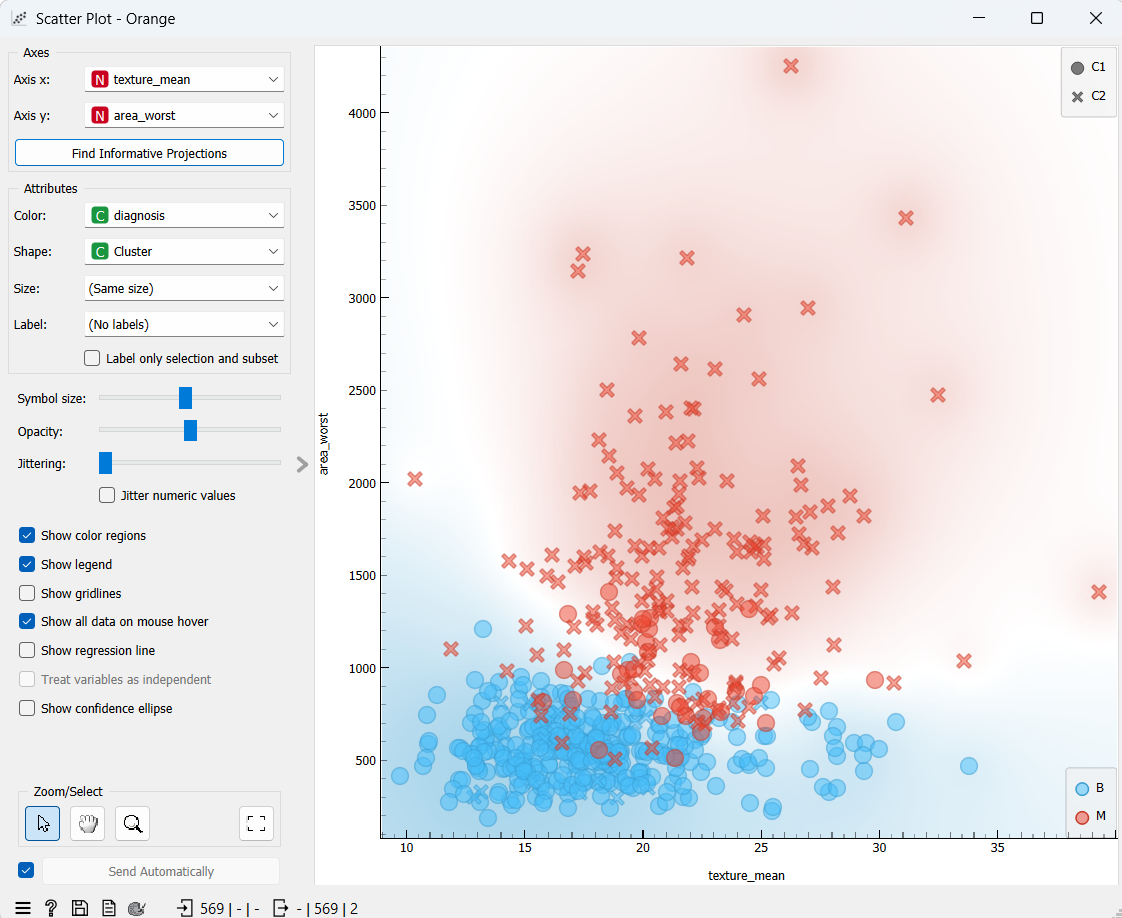 Scatter Plot - Orange
Axes
Axis x: N texture_mean
Axis y: N area_worst
Find Informative Projections
Attributes
Color: C diagnosis
Shape: C Cluster
Size: (Same size)
Label: (No labels)
Label only selection and subset
Symbol size:
Opacity:
Jittering:
Jitter numeric values
Show color regions
Show legend
Show gridlines
Show all data on mouse hover
Show regression line
Treat variables as independent
Show confidence ellipse
Zoom/Select
Send Automatically
569 | - | - - | 569 | 2
area_worst
4000
3500
3000
2500
2000
1500
1000
500
10 15 20 25 30 35
texture_mean
C1
C2
B
M